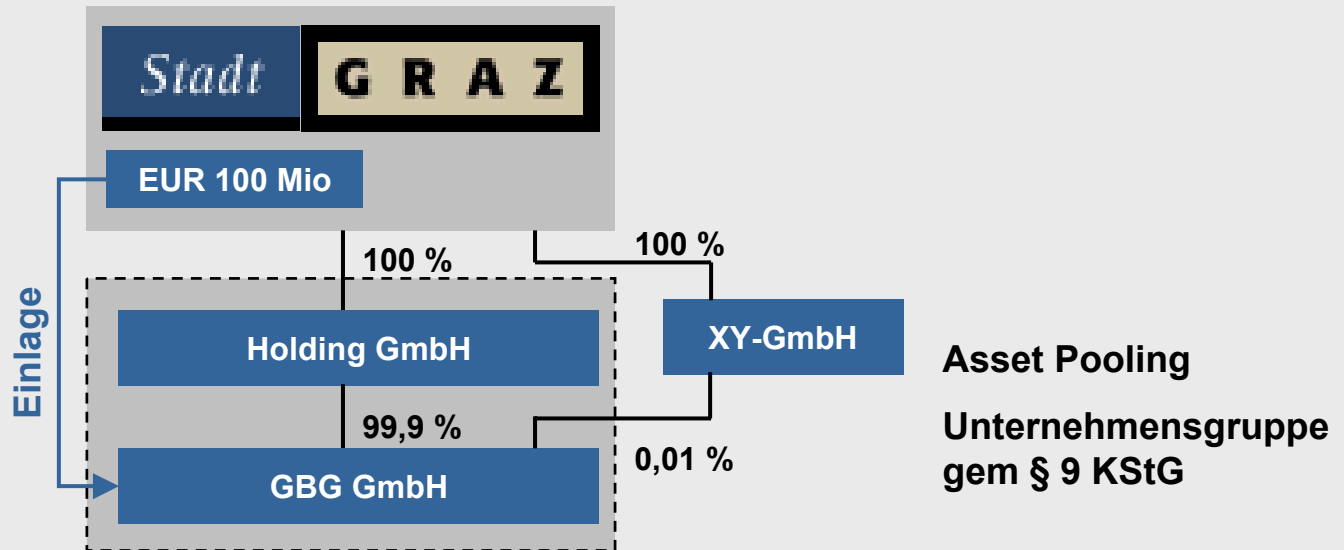 Stadt GRAZ
EUR 100 Mio
Einlage
100 %
100 %
Holding GmbH
XY-GmbH
99,9 %
0,01 %
GBG GmbH
Asset Pooling
Unternehmensgruppe
gem § 9 KStG